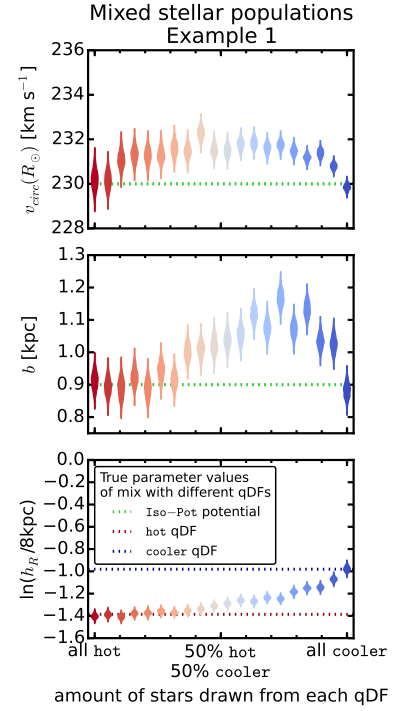 Mixed stellar populations
Example 1
236
234
232
230
228
v_circ(R_☉) [km s⁻¹]
1.3
1.2
1.1
1.0
0.9
0.8
b [kpc]
0.0
−0.2
−0.4
−0.6
−0.8
−1.0
−1.2
−1.4
−1.6
ln(h_R/8kpc)
True parameter values
of mix with different qDFs
Iso-Pot potential
hot qDF
cooler qDF
all hot
50% hot
50% cooler
all cooler
amount of stars drawn from each qDF